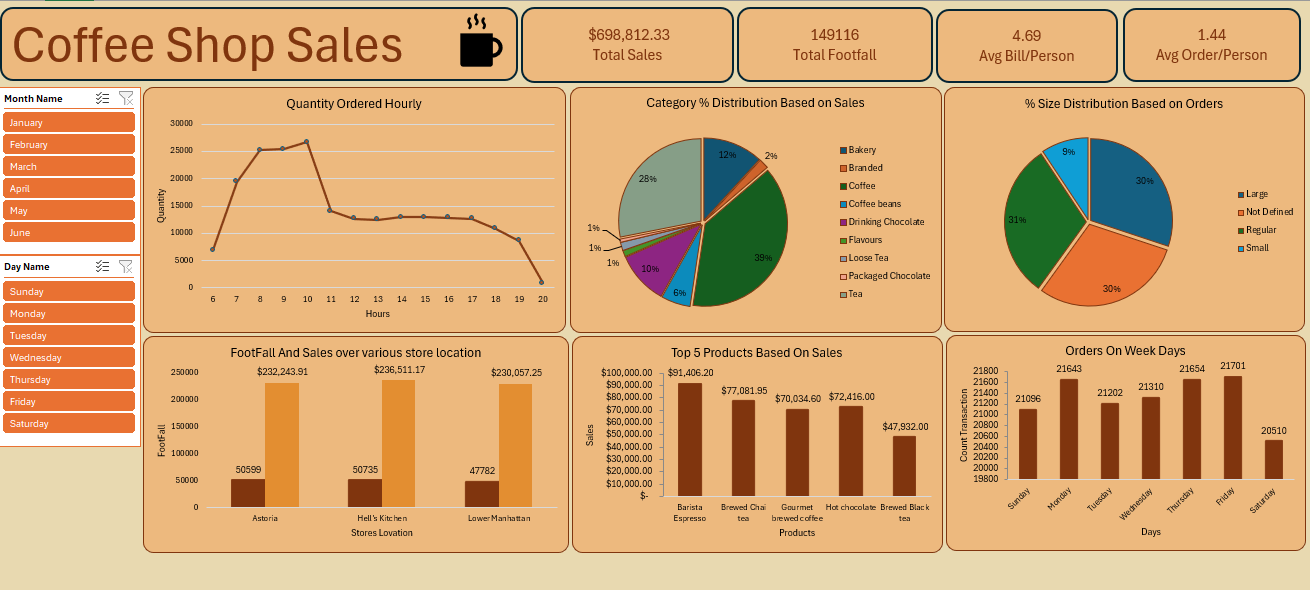 Coffee Shop Sales
$698,812.33
Total Sales
149116
Total Footfall
4.69
Avg Bill/Person
1.44
Avg Order/Person
Month Name
January
February
March
April
May
June
Day Name
Sunday
Monday
Tuesday
Wednesday
Thursday
Friday
Saturday
Quantity Ordered Hourly
30000
25000
20000
15000
10000
5000
0
Quantity
6 7 8 9 10 11 12 13 14 15 16 17 18 19 20
Hours
Category % Distribution Based on Sales
12%
2%
39%
6%
10%
1%
1%
1%
28%
Bakery
Branded
Coffee
Coffee beans
Drinking Chocolate
Flavours
Loose Tea
Packaged Chocolate
Tea
% Size Distribution Based on Orders
30%
30%
31%
9%
Large
Not Defined
Regular
Small
FootFall And Sales over various store location
250000
200000
150000
100000
50000
0
FootFall
$232,243.91
$236,511.17
$230,057.25
50599
50735
47782
Astoria
Hell's Kitchen
Lower Manhattan
Stores Lovation
Top 5 Products Based On Sales
$100,000.00
$90,000.00
$80,000.00
$70,000.00
$60,000.00
$50,000.00
$40,000.00
$30,000.00
$20,000.00
$10,000.00
$-
Sales
$91,406.20
$77,081.95
$70,034.60
$72,416.00
$47,932.00
Barista
Espresso
Brewed Chai
tea
Gourmet
brewed coffee
Hot chocolate
Brewed Black
tea
Products
Orders On Week Days
21800
21600
21400
21200
21000
20800
20600
20400
20200
20000
19800
Count Transaction
21096
21643
21202
21310
21654
21701
20510
Sunday
Monday
Tuesday
Wednesday
Thursday
Friday
Saturday
Days